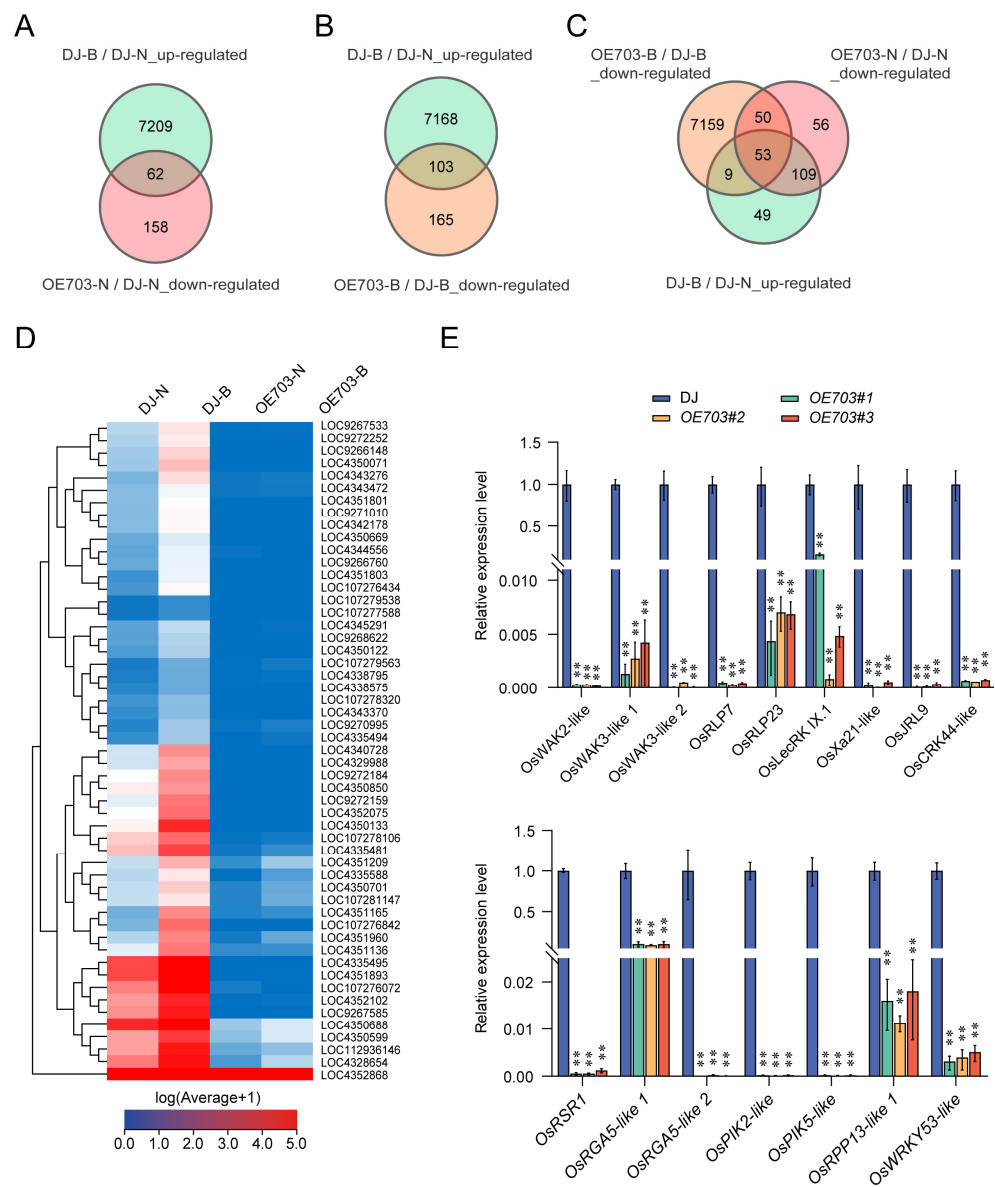 A
B
C
DJ-B / DJ-N_up-regulated
7209
62
158
OE703-N / DJ-N_down-regulated
DJ-B / DJ-N_up-regulated
7168
103
165
OE703-B / DJ-B_down-regulated
OE703-B / DJ-B
_down-regulated
OE703-N / DJ-N
_down-regulated
7159
50
56
53
9
109
49
DJ-B / DJ-N_up-regulated
D
DJ-N
DJ-B
OE703-N
OE703-B
LOC9267533
LOC9272252
LOC9266148
LOC4350071
LOC4343276
LOC4343472
LOC4351801
LOC9271010
LOC4342178
LOC4350669
LOC4344556
LOC9266760
LOC4351803
LOC107276434
LOC107279538
LOC107277588
LOC4345291
LOC9268622
LOC4350122
LOC107279563
LOC4338795
LOC4338575
LOC107278320
LOC4343370
LOC9270995
LOC4335494
LOC4340728
LOC4329988
LOC9272184
LOC4350850
LOC9272159
LOC4352075
LOC4350133
LOC107278106
LOC4335481
LOC4351209
LOC4335588
LOC4350701
LOC107281147
LOC4351165
LOC107276842
LOC4351960
LOC4351136
LOC4335495
LOC4351893
LOC107276072
LOC4352102
LOC9267585
LOC4350688
LOC4350599
LOC112936146
LOC4328654
LOC4352868
log(Average+1)
0.0 1.0 2.0 3.0 4.0 5.0
E
DJ
OE703#1
OE703#2
OE703#3
Relative expression level
1.5
1.0
0.5
0.010
0.005
0.000
** ** ** ** ** ** ** ** ** ** ** ** ** ** ** ** ** ** ** ** ** ** ** ** ** ** **
OsWAK2-like
OsWAK3-like 1
OsWAK3-like 2
OsRLP7
OsRLP23
OsLecRK IX.1
OsXa21-like
OsJRL9
OsCRK44-like
Relative expression level
1.5
1.0
0.5
0.02
0.01
0.00
** ** ** ** ** ** ** ** ** ** ** ** ** ** ** ** ** ** ** ** **
OsRSR1
OsRGA5-like 1
OsRGA5-like 2
OsPIK2-like
OsPIK5-like
OsRPP13-like 1
OsWRKY53-like